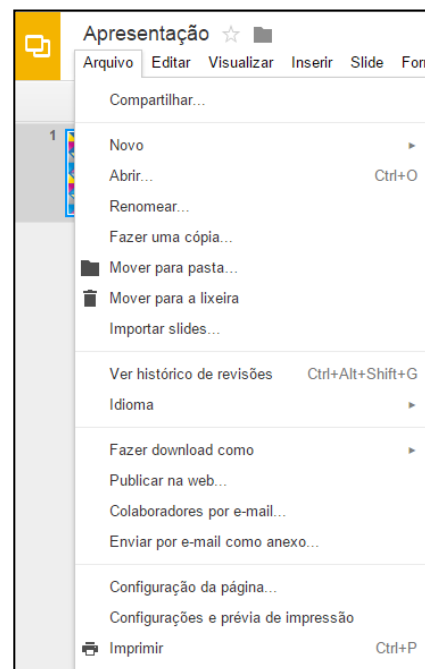 Apresentação
Arquivo Editar Visualizar Inserir Slide For
Compartilhar...
1
Novo
Abrir... Ctrl+O
Renomear...
Fazer uma cópia...
Mover para pasta...
Mover para a lixeira
Importar slides...
Ver histórico de revisões Ctrl+Alt+Shift+G
Idioma
Fazer download como
Publicar na web...
Colaboradores por e-mail...
Enviar por e-mail como anexo...
Configuração da página...
Configurações e prévia de impressão
Imprimir Ctrl+P